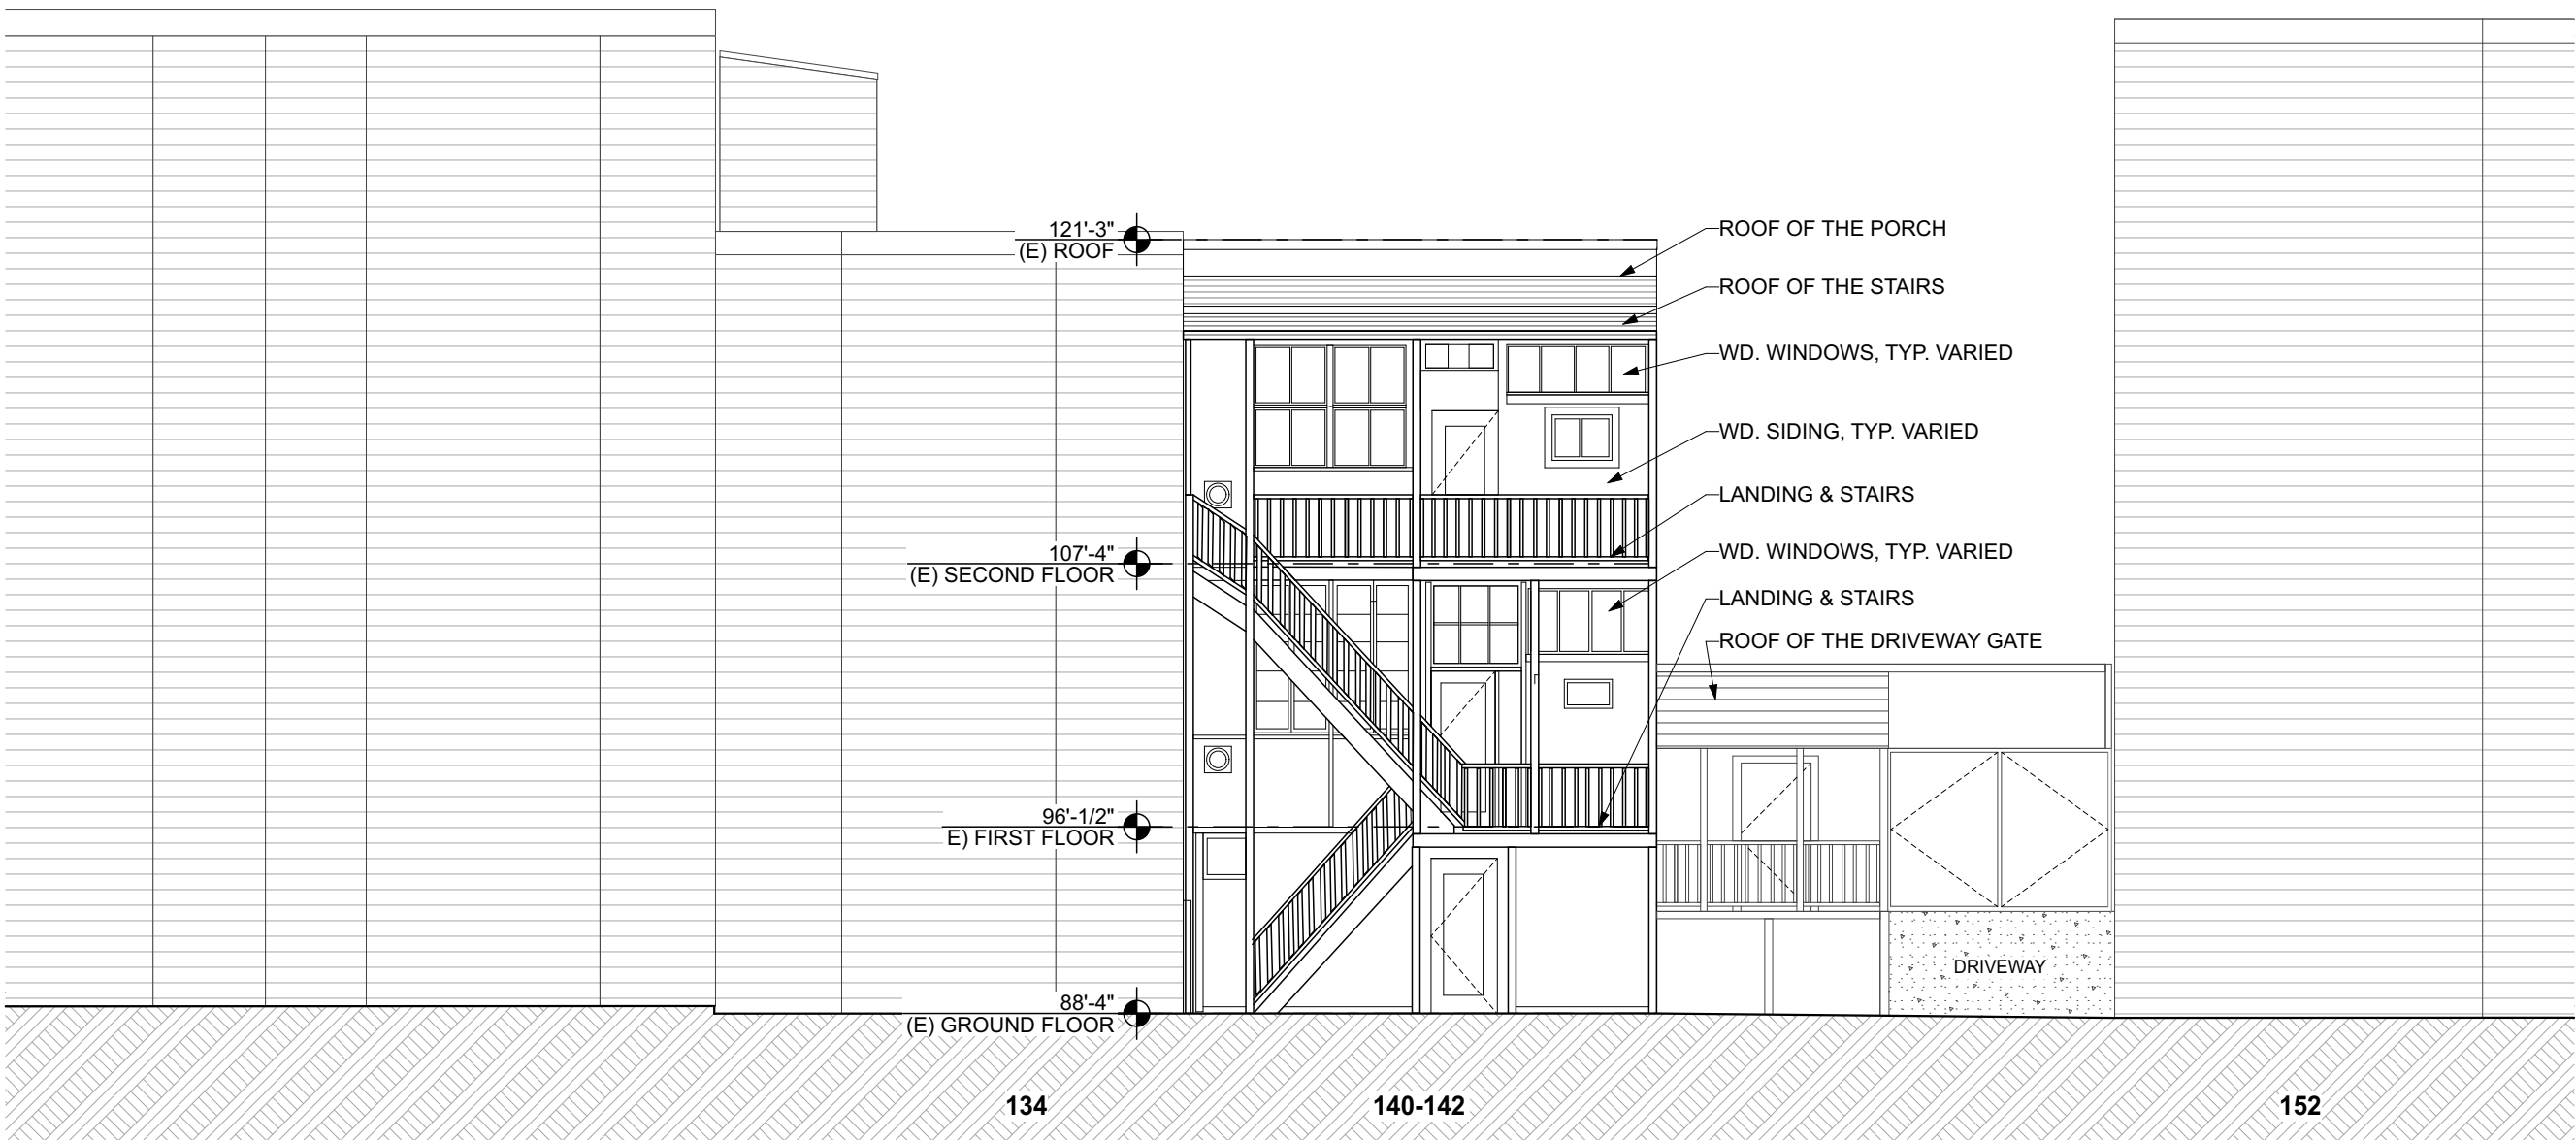 121'-3"
(E) ROOF
ROOF OF THE PORCH
ROOF OF THE STAIRS
WD. WINDOWS, TYP. VARIED
WD. SIDING, TYP. VARIED
LANDING & STAIRS
107'-4"
(E) SECOND FLOOR
WD. WINDOWS, TYP. VARIED
LANDING & STAIRS
ROOF OF THE DRIVEWAY GATE
96'-1/2"
E) FIRST FLOOR
DRIVEWAY
88'-4"
(E) GROUND FLOOR
134
140-142
152